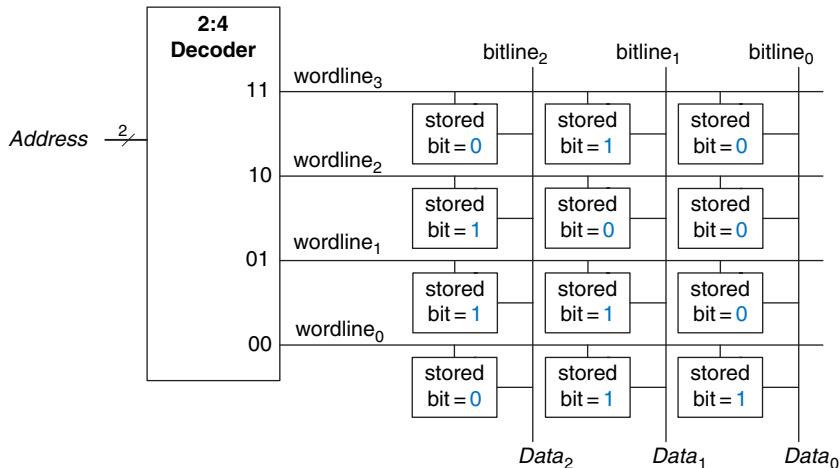 2:4
Decoder
bitline₂ bitline₁ bitline₀
wordline₃
11
stored stored stored
bit = 0 bit = 1 bit = 0
Address 2
wordline₂
10
stored stored stored
bit = 1 bit = 0 bit = 0
wordline₁
01
stored stored stored
bit = 1 bit = 1 bit = 0
wordline₀
00
stored stored stored
bit = 0 bit = 1 bit = 1
Data₂ Data₁ Data₀